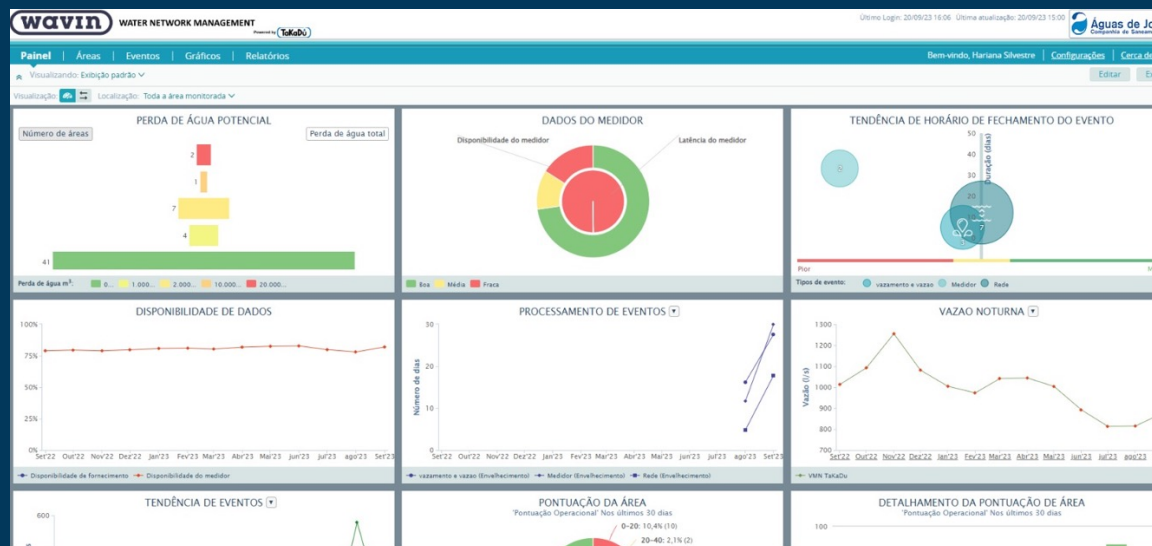 wavin WATER NETWORK MANAGEMENT
Powered by TaKaDu
Último Login: 20/09/23 16:06 Última atualização: 20/09/23 15:00
Águas de Jo
Companhia de Saneam
Painel | Áreas | Eventos | Gráficos | Relatórios
Bem-vindo, Hariana Silvestre | Configurações | Cerca de
Visualizando: Exibição padrão
Editar
Visualização: Localização: Toda a área monitorada
PERDA DE ÁGUA POTENCIAL
Número de áreas
Perda de água total
2
1
7
4
41
Perda de água m³: 0... 1.000... 2.000... 10.000... 20.000...
DADOS DO MEDIDOR
Disponibilidade do medidor
Latência do medidor
Boa Média Fraca
TENDÊNCIA DE HORÁRIO DE FECHAMENTO DO EVENTO
Duração (dias)
50
40
30
20
10
7
Pior
Tipos de evento: vazamento e vazao Medidor Rede
DISPONIBILIDADE DE DADOS
100%
75%
50%
25%
0%
Set'22 Out'22 Nov'22 Dez'22 Jan'23 Fev'23 Mar'23 Abr'23 Mai'23 jun'23 jul'23 ago'23 Set'23
Disponibilidade de fornecimento Disponibilidade do medidor
PROCESSAMENTO DE EVENTOS
Número de dias
30
20
10
0
Set'22 Out'22 Nov'22 Dez'22 Jan'23 Fev'23 Mar'23 Abr'23 Mai'23 jun'23 jul'23 ago'23 Set'23
vazamento e vazao (Envelhecimento) Medidor (Envelhecimento) Rede (Envelhecimento)
VAZAO NOTURNA
Vazão (l/s)
1300
1200
1100
1000
900
800
700
Set'22 Out'22 Nov'22 Dez'22 Jan'23 Fev'23 Mar'23 Abr'23 Mai'23 jun'23 jul'23 ago'23
VMN TaKaDu
TENDÊNCIA DE EVENTOS
600
PONTUAÇÃO DA ÁREA
'Pontuação Operacional' Nos últimos 30 dias
0-20: 10,4% (10)
20-40: 2,1% (2)
DETALHAMENTO DA PONTUAÇÃO DE ÁREA
'Pontuação Operacional' Nos últimos 30 dias
100